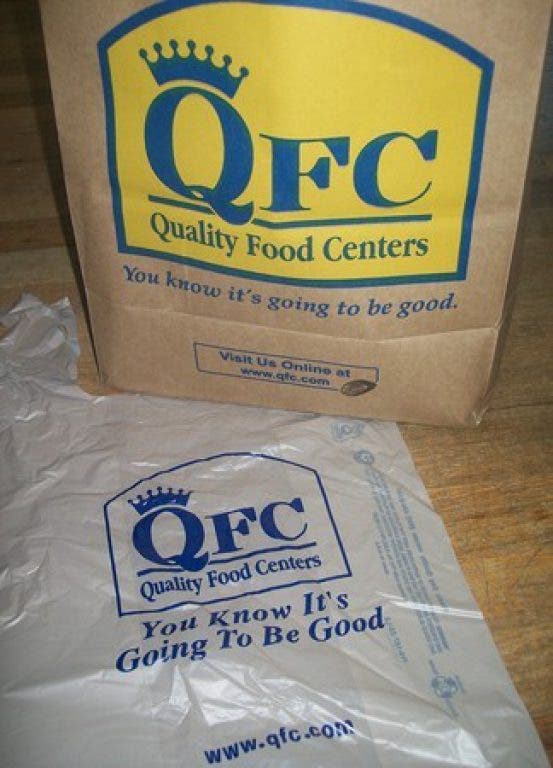 QFC
Quality Food Centers
You know it's going to be good.
Visit Us Online at
www.qfc.com
QFC
Quality Food Centers
You Know It's
Going To Be Good
www.qfc.com